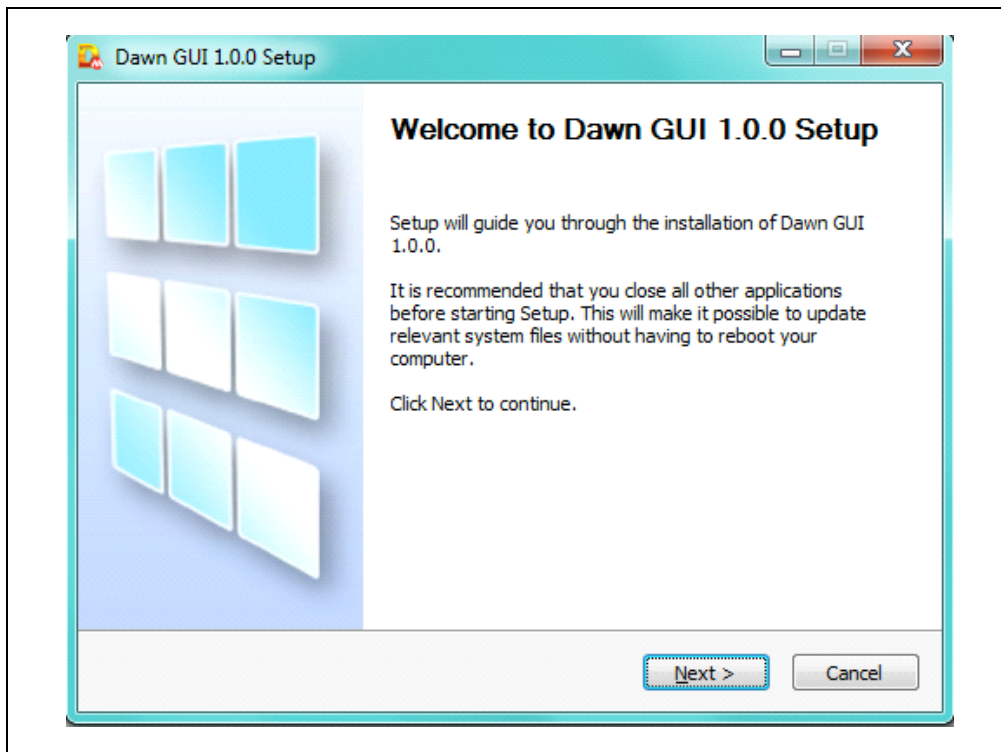 Dawn GUI 1.0.0 Setup
Welcome to Dawn GUI 1.0.0 Setup
Setup will guide you through the installation of Dawn GUI
1.0.0.
It is recommended that you close all other applications
before starting Setup. This will make it possible to update
relevant system files without having to reboot your
computer.
Click Next to continue.
Next >
Cancel